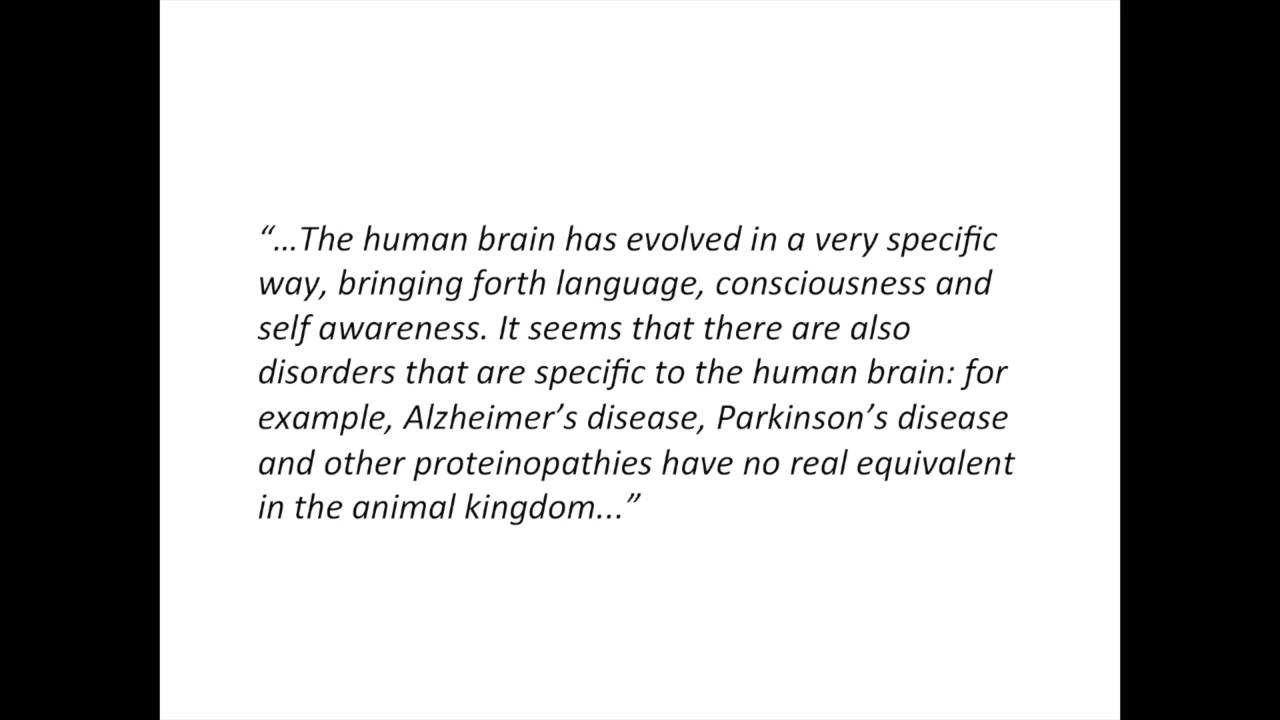 “...The human brain has evolved in a very specific
way, bringing forth language, consciousness and
self awareness. It seems that there are also
disorders that are specific to the human brain: for
example, Alzheimer’s disease, Parkinson’s disease
and other proteinopathies have no real equivalent
in the animal kingdom...”